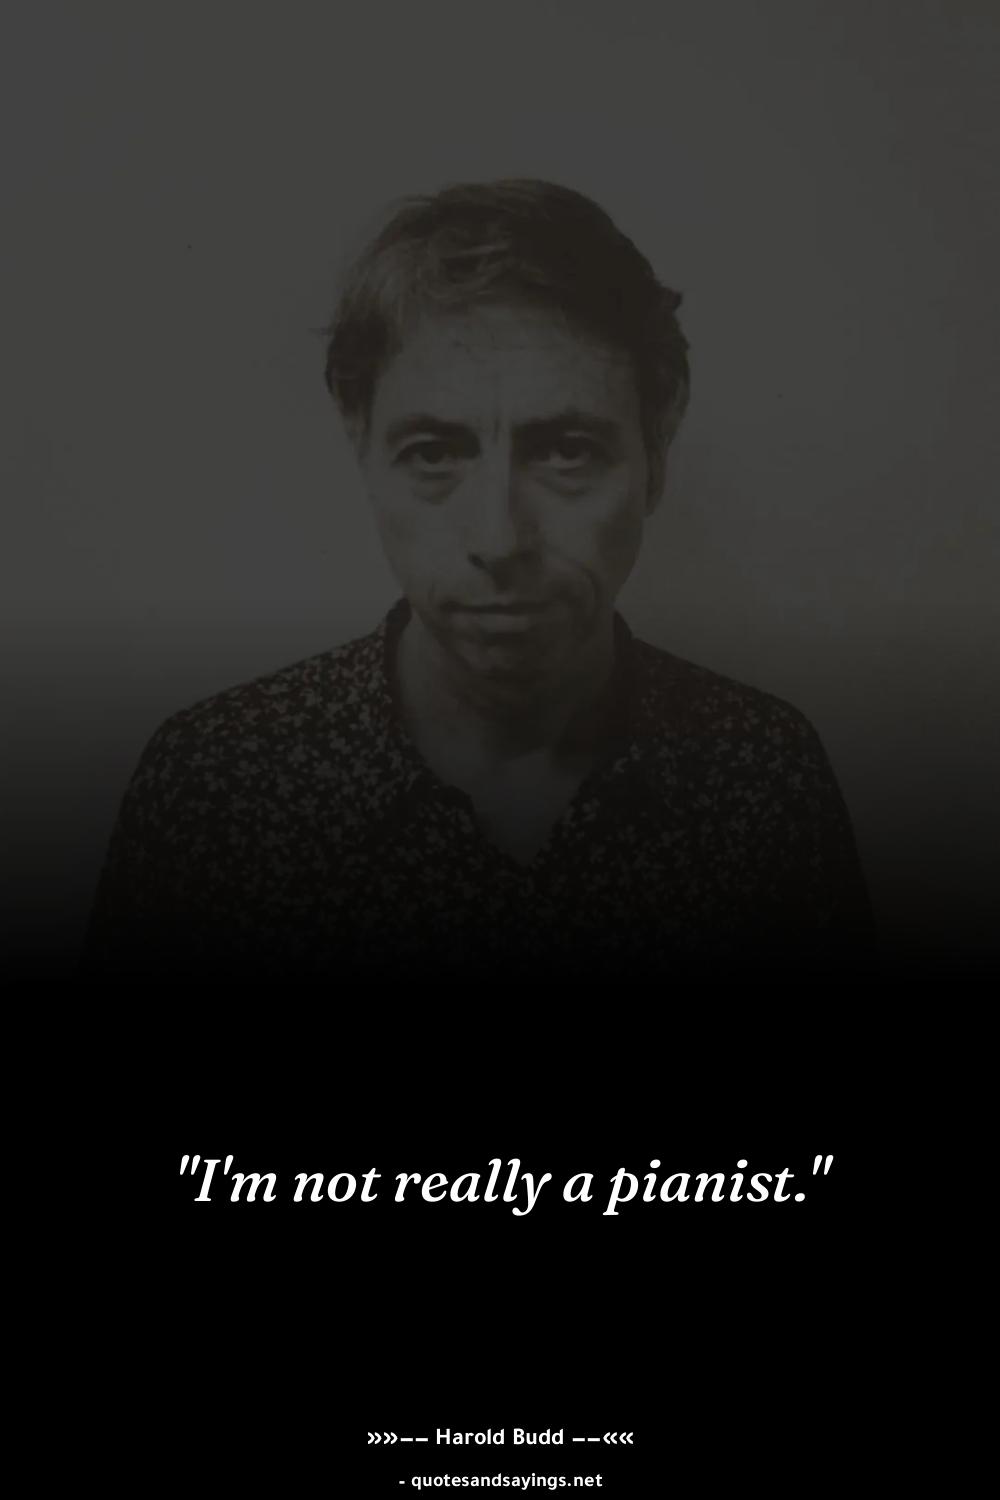 "I'm not really a pianist."
»»–– Harold Budd ––««
- quotesandsayings.net